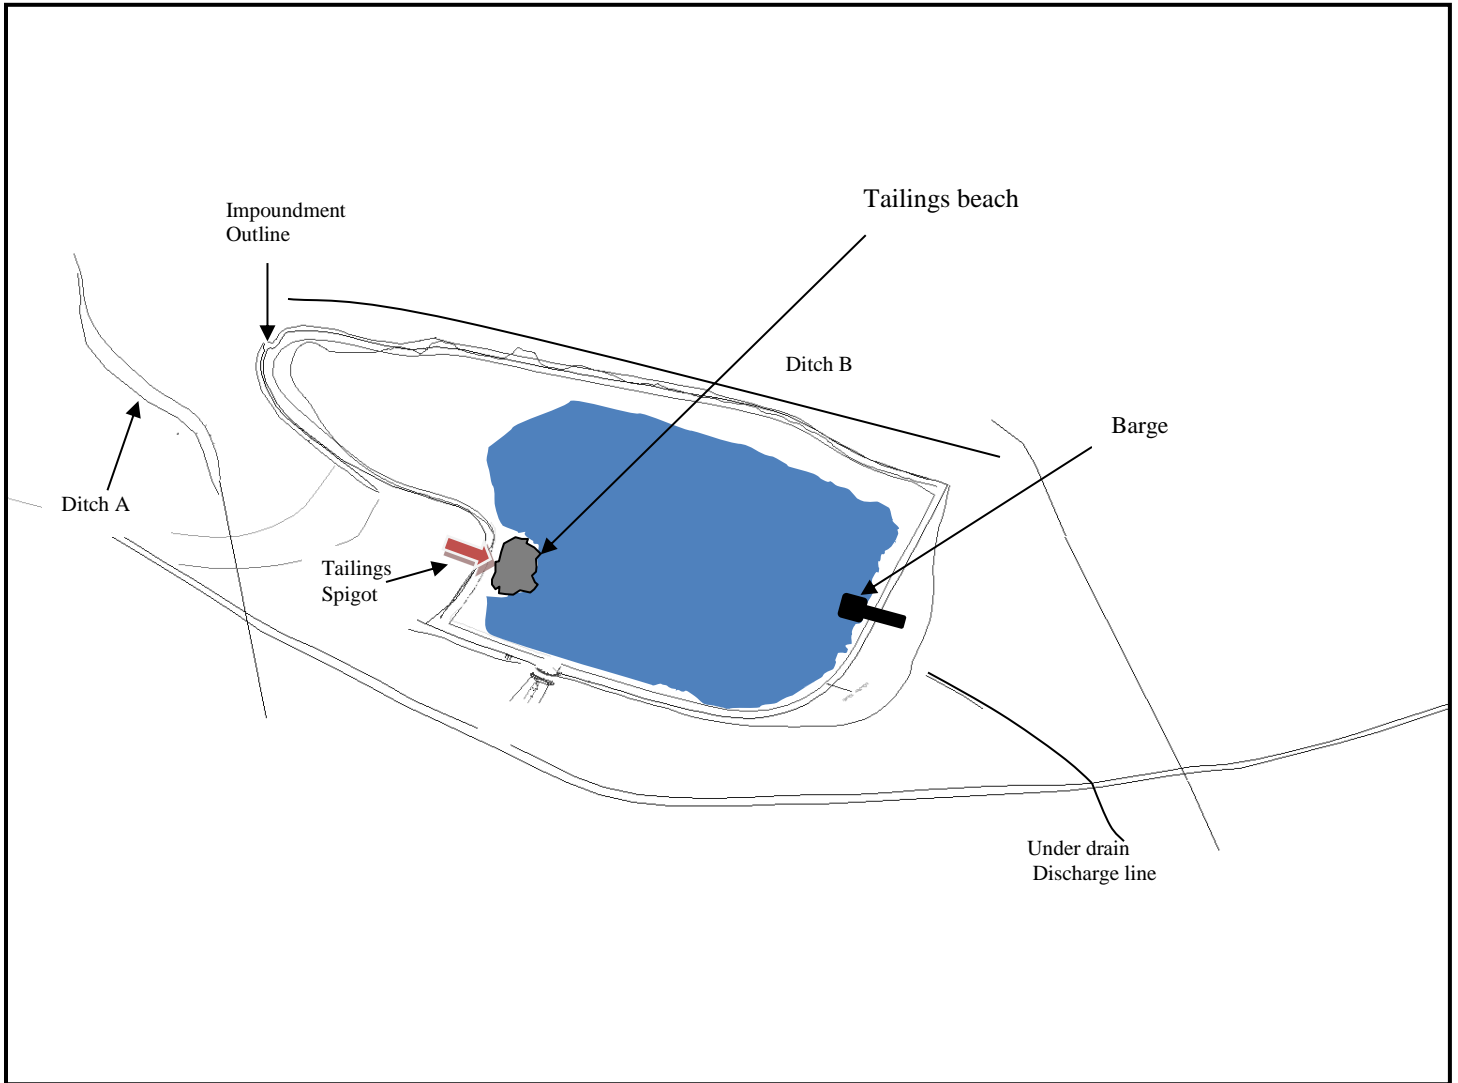 Tailings beach
Impoundment
Outline
Ditch B
Barge
Ditch A
Tailings
Spigot
Under drain
Discharge line